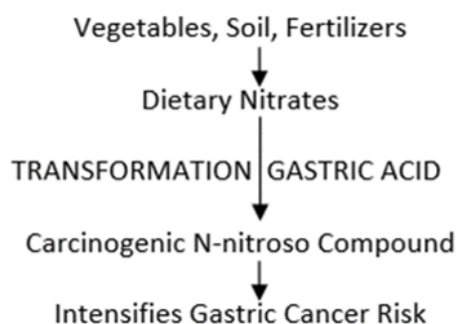 Vegetables, Soil, Fertilizers
Dietary Nitrates
TRANSFORMATION GASTRIC ACID
Carcinogenic N-nitroso Compound
Intensifies Gastric Cancer Risk